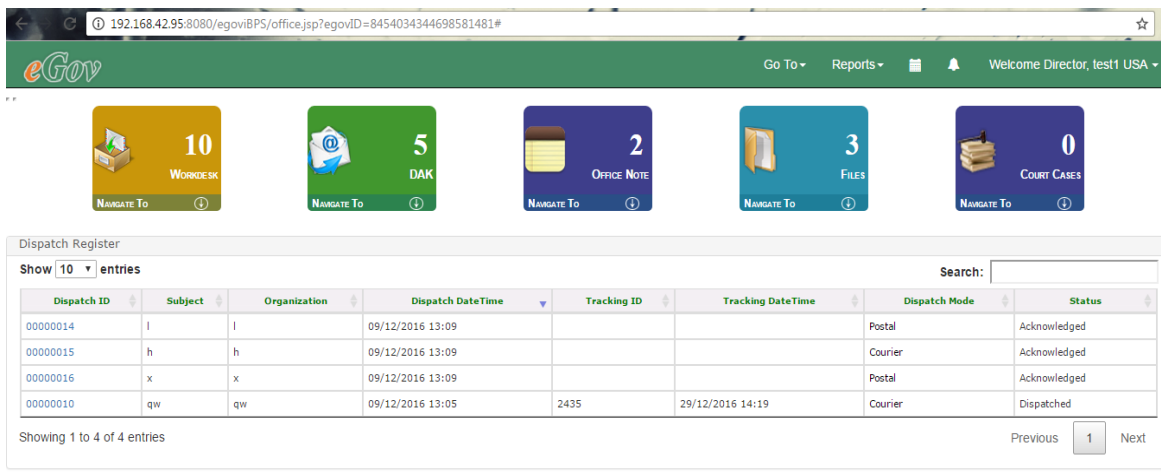 192.168.42.95:8080/egoviBPS/office.jsp?egovID=8454034344698581481#
eGov Go To Reports Welcome Director, test1 USA
10 5 2 3 0
Workdesk DAK Office Note Files Court Cases
Navigate To Navigate To Navigate To Navigate To Navigate To
Dispatch Register
Show 10 entries Search:
Dispatch ID Subject Organization Dispatch DateTime Tracking ID Tracking DateTime Dispatch Mode Status
00000014 l l 09/12/2016 13:09 Postal Acknowledged
00000015 h h 09/12/2016 13:09 Courier Acknowledged
00000016 x x 09/12/2016 13:09 Postal Acknowledged
00000010 qw qw 09/12/2016 13:05 2435 29/12/2016 14:19 Courier Dispatched
Showing 1 to 4 of 4 entries Previous 1 Next